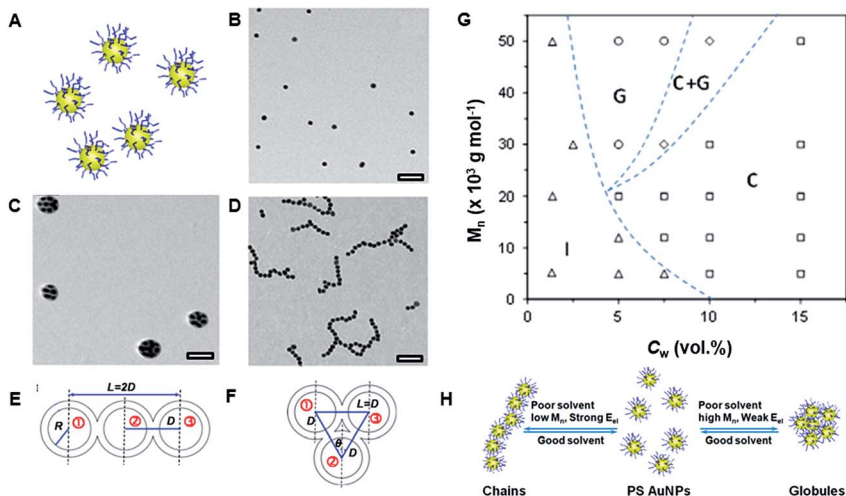 A
B
C
D
L=2D
E
R
①
②
D
③
F
①
L=D
D
③
θ
②
D
G
Mn (x 10³ g mol⁻¹)
50
40
30
20
10
0
G
C+G
C
I
0
5
10
15
Cw (vol.%)
H
Poor solvent
low Mn, Strong Eel
Good solvent
Poor solvent
high Mn, Weak Eel
Good solvent
Chains
PS AuNPs
Globules